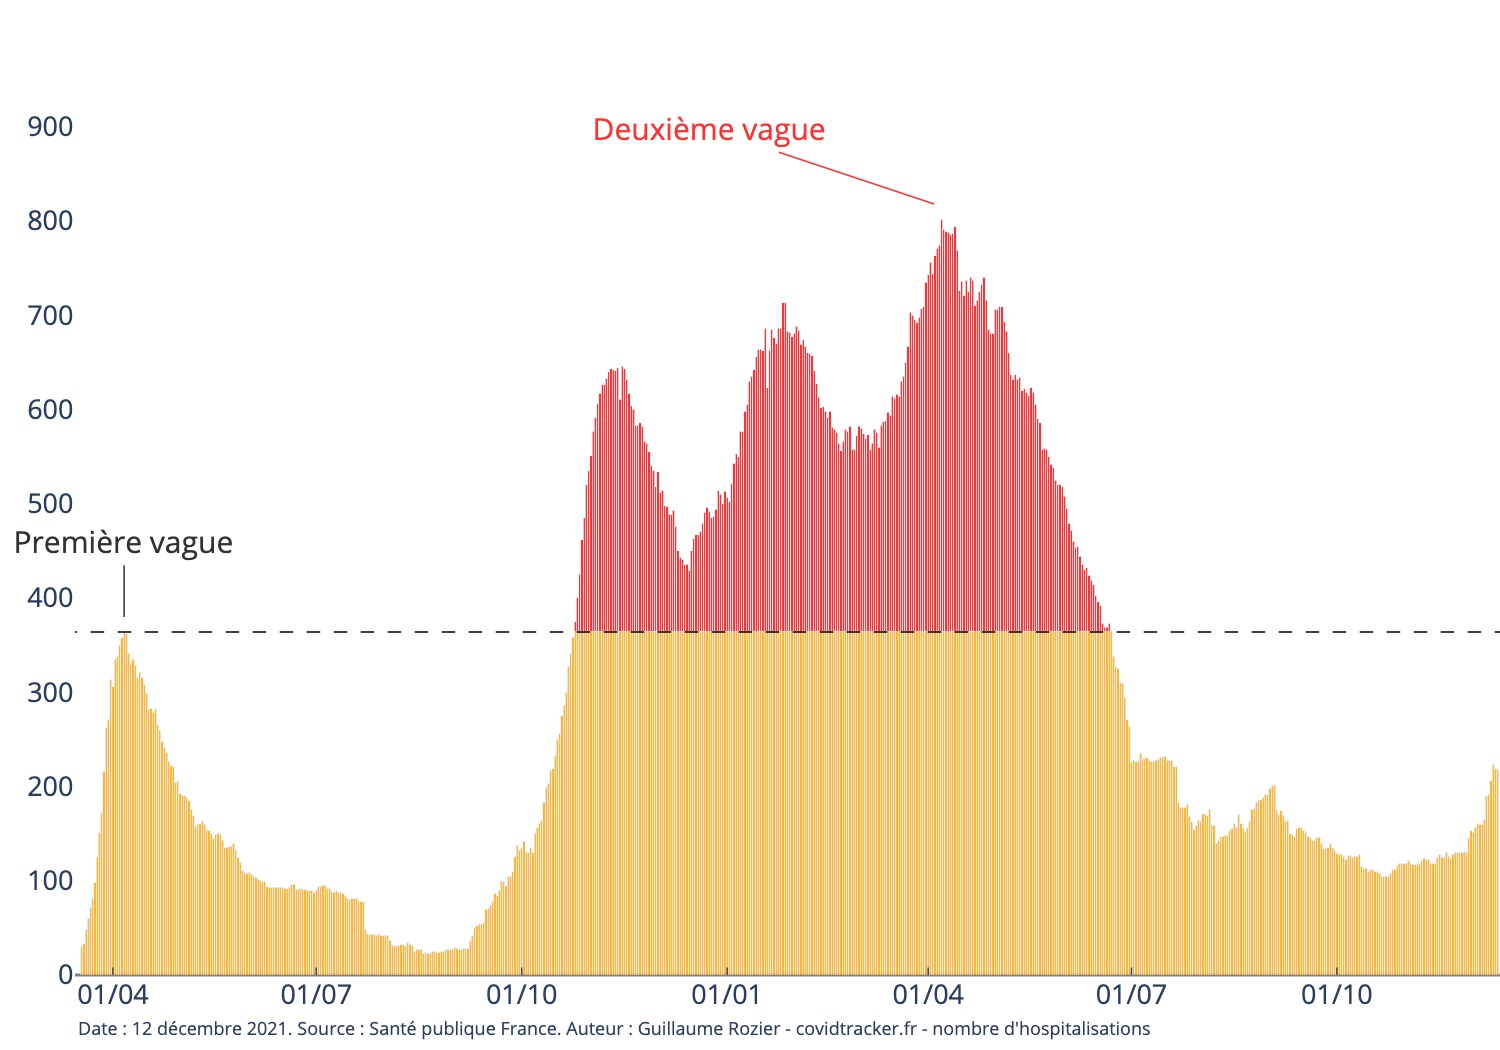 900
Deuxième vague
800
700
600
500
Première vague
400
300
200
100
0
01/04 01/07 01/10 01/01 01/04 01/07 01/10
Date : 12 décembre 2021. Source : Santé publique France. Auteur : Guillaume Rozier - covidtracker.fr - nombre d'hospitalisations